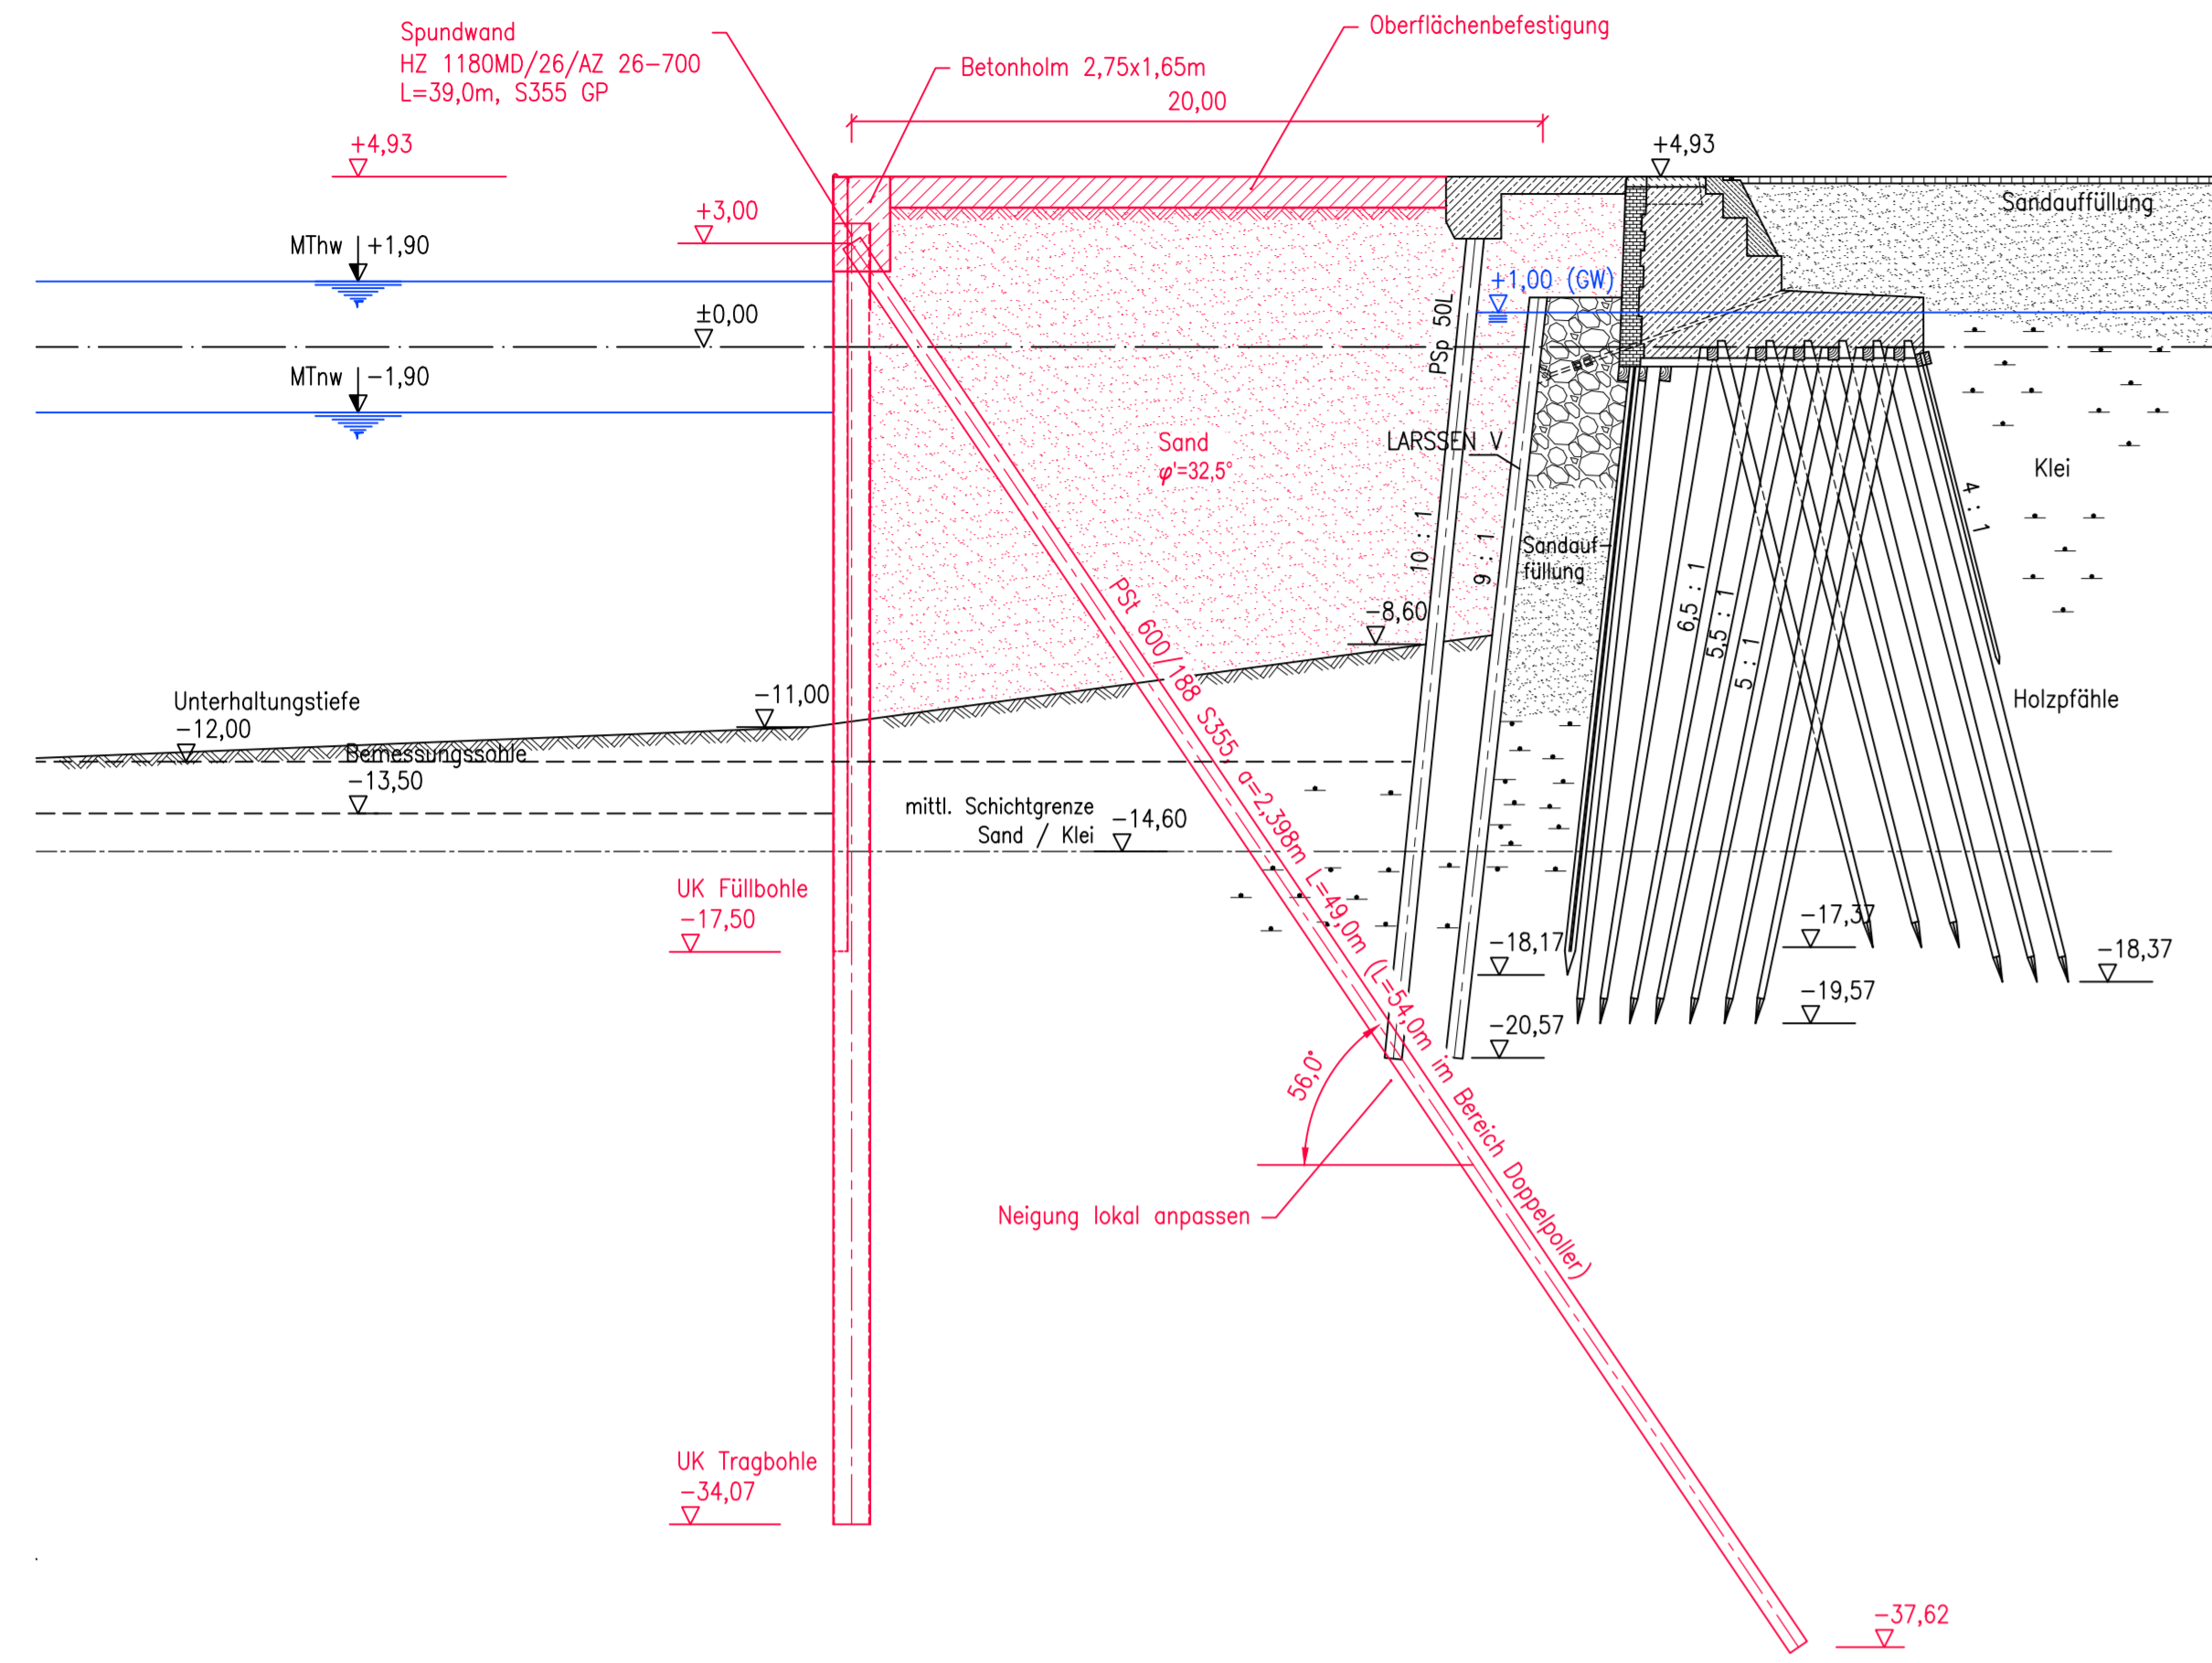 Spundwand
HZ 1180MD/26/AZ 26-700
L=39,0m, S355 GP
Oberflächenbefestigung
Betonholm 2,75x1,65m
20,00
+4,93
+4,93
+3,00
Sandauffüllung
MThw +1,90
+1,00 (GW)
±0,00
MTnw -1,90
PSp 50L
Sand
φ'=32,5°
LARSSEN V
Klei
4 : 1
10 : 1
9 : 1
Sandauf-
füllung
6,5 : 1
5,5 : 1
5 : 1
-8,60
PSt 600/188 S355, a=2,398m L=49,0m (L=54,0m im Bereich Doppelpoller)
Holzpfähle
-11,00
Unterhaltungstiefe
-12,00
Bemessungssohle
-13,50
mittl. Schichtgrenze
Sand / Klei
-14,60
UK Füllbohle
-17,50
-17,37
-18,17
-18,37
-19,57
-20,57
56,0°
Neigung lokal anpassen
UK Tragbohle
-34,07
-37,62